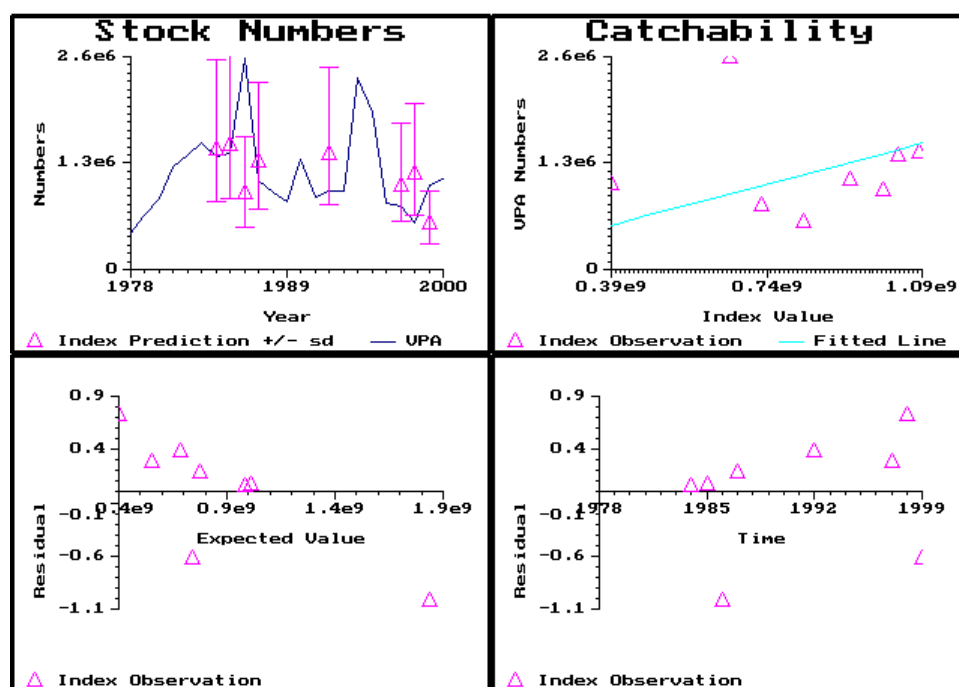 Stock Numbers
2.6e6
1.3e6
0
Numbers
1978 1989 2000
Year
Index Prediction +/- sd VPA
Catchability
2.6e6
1.3e6
0
VPA Numbers
0.39e9 0.74e9 1.09e9
Index Value
Index Observation Fitted Line
0.9
0.4
-0.1
-0.6
-1.1
Residual
0.4e9 0.9e9 1.4e9 1.9e9
Expected Value
Index Observation
0.9
0.4
-0.1
-0.6
-1.1
Residual
1978 1985 1992 1999
Time
Index Observation